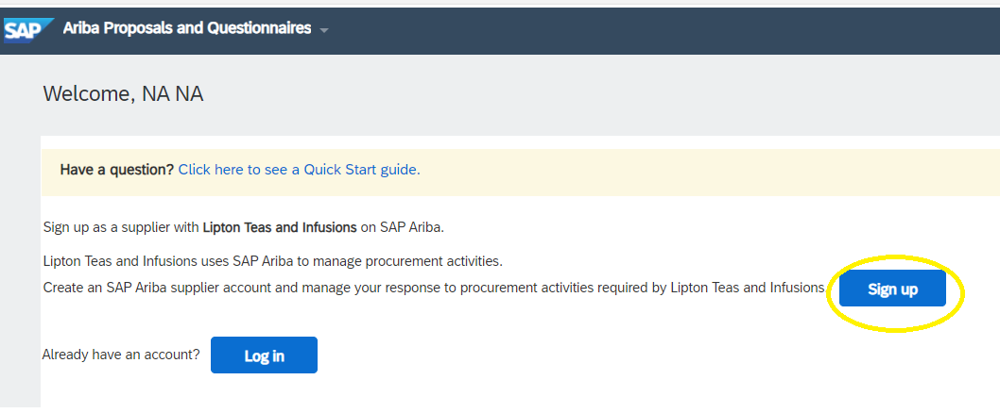 SAP Ariba Proposals and Questionnaires
Welcome, NA NA
Have a question? Click here to see a Quick Start guide.
Sign up as a supplier with Lipton Teas and Infusions on SAP Ariba.
Lipton Teas and Infusions uses SAP Ariba to manage procurement activities.
Create an SAP Ariba supplier account and manage your response to procurement activities required by Lipton Teas and Infusions. Sign up
Already have an account? Log in